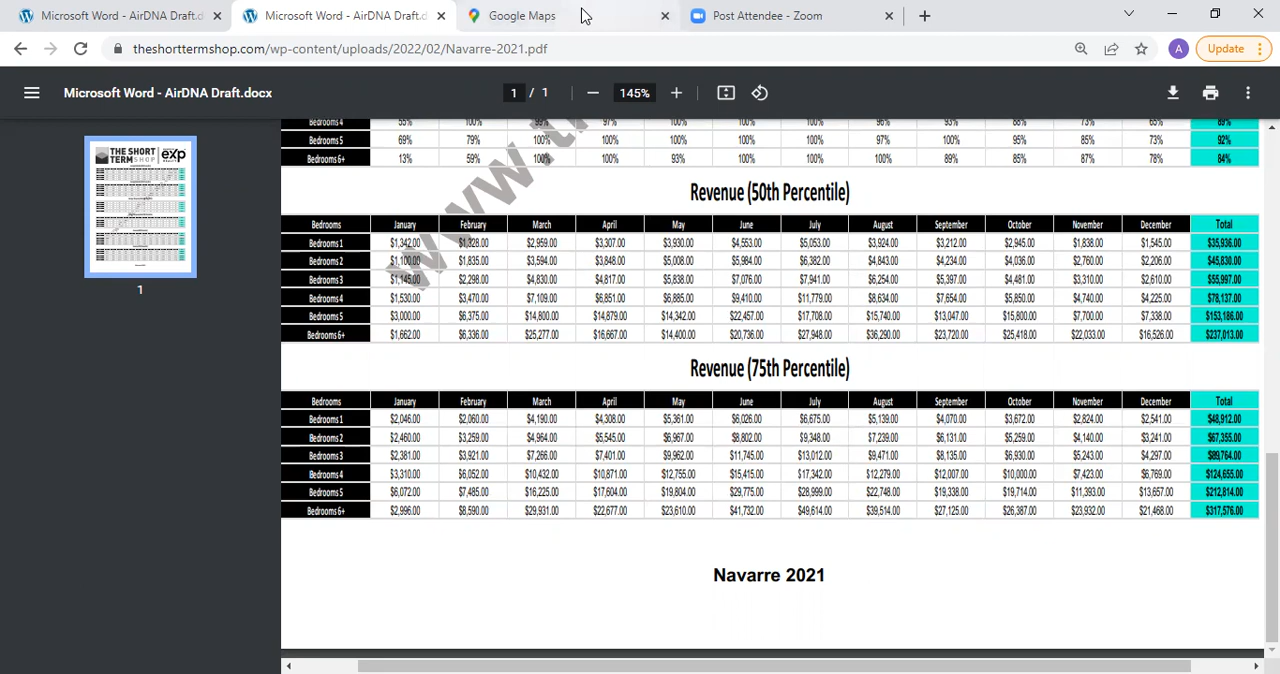 Microsoft Word - AirDNA Draft.d
Microsoft Word - AirDNA Draft.d
Google Maps
Post Attendee - Zoom
theshorttermshop.com/wp-content/uploads/2022/02/Navarre-2021.pdf
A
Update
Microsoft Word - AirDNA Draft.docx
1 / 1
145%
THE SHORT TERM SHOP exp
1
Bedrooms 4 55% 100% 99% 100% 100% 100% 100% 96% 93% 88% 73% 65% 89%
Bedrooms 5 69% 79% 100% 100% 100% 100% 100% 97% 100% 95% 85% 73% 92%
Bedrooms 6+ 13% 59% 100% 100% 93% 100% 100% 100% 89% 85% 87% 78% 84%
www.t
Revenue (50th Percentile)
Bedrooms January February March April May June July August September October November December Total
Bedrooms 1 $1,342.00 $1,328.00 $2,959.00 $3,307.00 $3,930.00 $4,553.00 $5,053.00 $3,924.00 $3,212.00 $2,945.00 $1,838.00 $1,545.00 $35,936.00
Bedrooms 2 $1,100.00 $1,835.00 $3,594.00 $3,848.00 $5,008.00 $5,984.00 $6,382.00 $4,843.00 $4,234.00 $4,036.00 $2,760.00 $2,206.00 $45,830.00
Bedrooms 3 $1,145.00 $2,298.00 $4,830.00 $4,817.00 $5,838.00 $7,076.00 $7,941.00 $6,254.00 $5,397.00 $4,481.00 $3,310.00 $2,610.00 $55,997.00
Bedrooms 4 $1,530.00 $3,470.00 $7,109.00 $6,851.00 $6,885.00 $9,410.00 $11,779.00 $8,634.00 $7,654.00 $5,850.00 $4,740.00 $4,225.00 $78,137.00
Bedrooms 5 $3,000.00 $6,375.00 $14,800.00 $14,879.00 $14,342.00 $22,457.00 $17,708.00 $15,740.00 $13,047.00 $15,800.00 $7,700.00 $7,338.00 $153,186.00
Bedrooms 6+ $1,662.00 $6,336.00 $25,277.00 $16,667.00 $14,400.00 $20,736.00 $27,948.00 $36,290.00 $23,720.00 $25,418.00 $22,033.00 $16,526.00 $237,013.00
Revenue (75th Percentile)
Bedrooms January February March April May June July August September October November December Total
Bedrooms 1 $2,046.00 $2,060.00 $4,190.00 $4,308.00 $5,361.00 $6,026.00 $6,675.00 $5,139.00 $4,070.00 $3,672.00 $2,824.00 $2,541.00 $48,912.00
Bedrooms 2 $2,460.00 $3,259.00 $4,964.00 $5,545.00 $6,967.00 $8,802.00 $9,348.00 $7,239.00 $6,131.00 $5,259.00 $4,140.00 $3,241.00 $67,355.00
Bedrooms 3 $2,381.00 $3,921.00 $7,266.00 $7,401.00 $9,962.00 $11,745.00 $13,012.00 $9,471.00 $8,135.00 $6,930.00 $5,243.00 $4,297.00 $89,764.00
Bedrooms 4 $3,310.00 $6,052.00 $10,432.00 $10,871.00 $12,755.00 $15,415.00 $17,342.00 $12,279.00 $12,007.00 $10,000.00 $7,423.00 $6,769.00 $124,655.00
Bedrooms 5 $6,072.00 $7,485.00 $16,225.00 $17,604.00 $19,804.00 $29,775.00 $28,999.00 $22,748.00 $19,338.00 $19,714.00 $11,393.00 $13,657.00 $212,814.00
Bedrooms 6+ $2,996.00 $8,590.00 $29,931.00 $22,677.00 $23,610.00 $41,732.00 $49,614.00 $39,514.00 $27,125.00 $26,387.00 $23,932.00 $21,468.00 $317,576.00
Navarre 2021